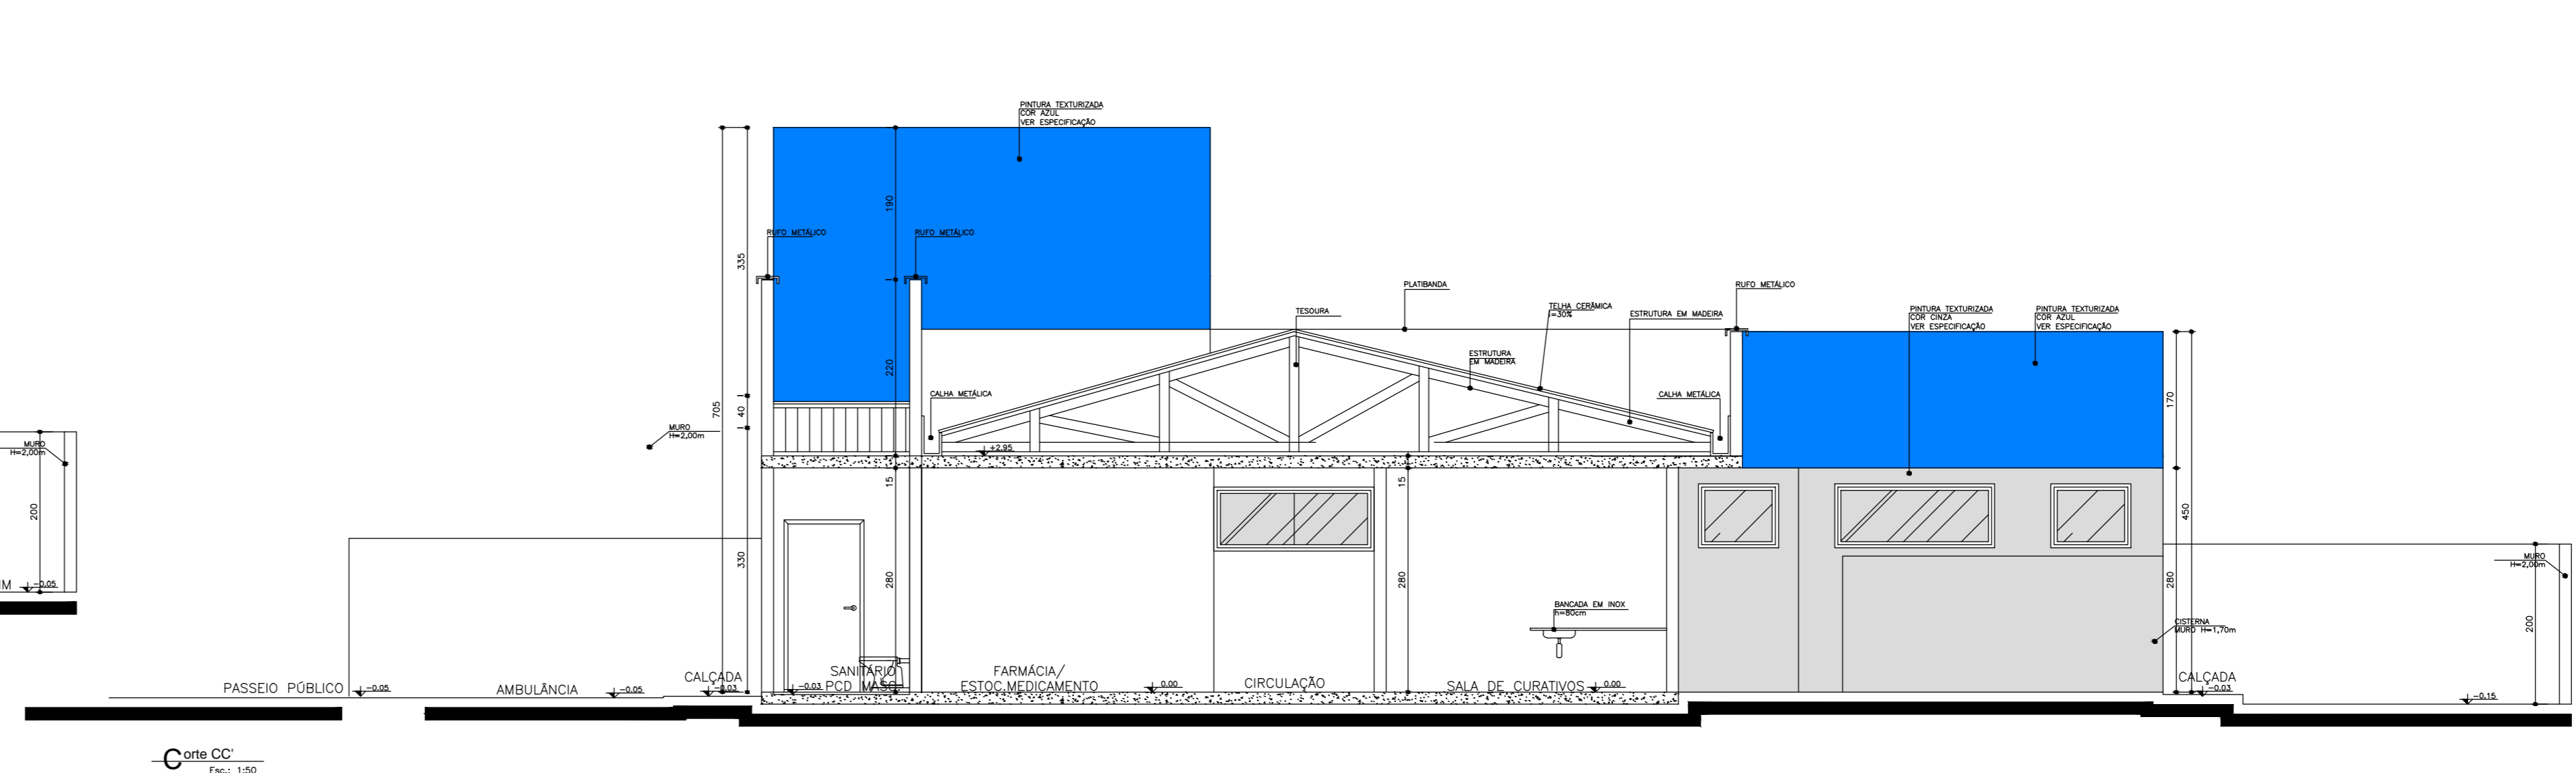 PINTURA TEXTURIZADA
COR AZUL
VER ESPECIFICAÇÃO
190
RUFO METÁLICO
RUFO METÁLICO
335
PLATIBANDA
RUFO METÁLICO
TESOURA
TELHA CERÂMICA
i=30%
ESTRUTURA EM MADEIRA
PINTURA TEXTURIZADA
COR CINZA
VER ESPECIFICAÇÃO
PINTURA TEXTURIZADA
COR AZUL
VER ESPECIFICAÇÃO
ESTRUTURA
EM MADEIRA
220
CALHA METÁLICA
CALHA METÁLICA
705
40
170
MURO
H=2,00m
MURO
H=2,00m
+2.95
15
15
200
450
330
280
280
280
MURO
H=2,00m
IM
-0.05
BANCADA EM INOX
h=80cm
CISTERNA
MURO H=1,70m
200
PASSEIO PÚBLICO
-0.05
AMBULÂNCIA
-0.05
CALÇADA
-0.03
SANITÁRIO
-0.03
PCD MASC
FARMÁCIA/
ESTOC.MEDICAMENTO
0.00
CIRCULAÇÃO
SALA DE CURATIVOS
0.00
CALÇADA
-0.03
-0.15
Corte CC'
Esc.: 1:50